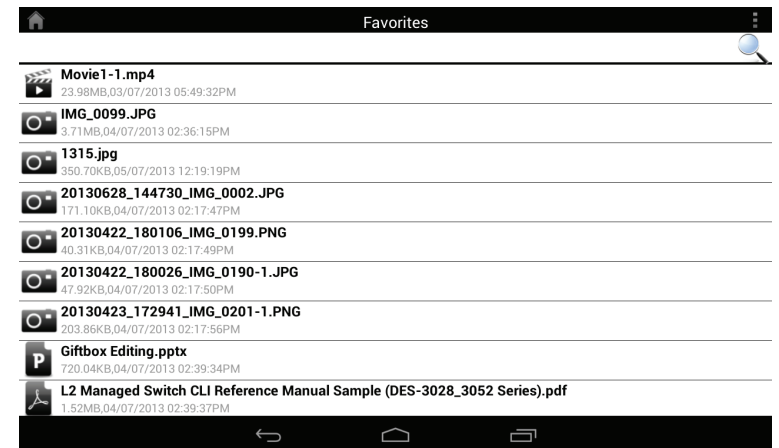 Favorites
Movie1-1.mp4
23.98MB,03/07/2013 05:49:32PM
IMG_0099.JPG
3.71MB,04/07/2013 02:36:15PM
1315.jpg
350.70KB,05/07/2013 12:19:19PM
20130628_144730_IMG_0002.JPG
171.10KB,04/07/2013 02:17:47PM
20130422_180106_IMG_0199.PNG
40.31KB,04/07/2013 02:17:49PM
20130422_180026_IMG_0190-1.JPG
47.92KB,04/07/2013 02:17:50PM
20130423_172941_IMG_0201-1.PNG
203.86KB,04/07/2013 02:17:56PM
P
Giftbox Editing.pptx
720.04KB,04/07/2013 02:39:34PM
L2 Managed Switch CLI Reference Manual Sample (DES-3028_3052 Series).pdf
1.52MB,04/07/2013 02:39:37PM